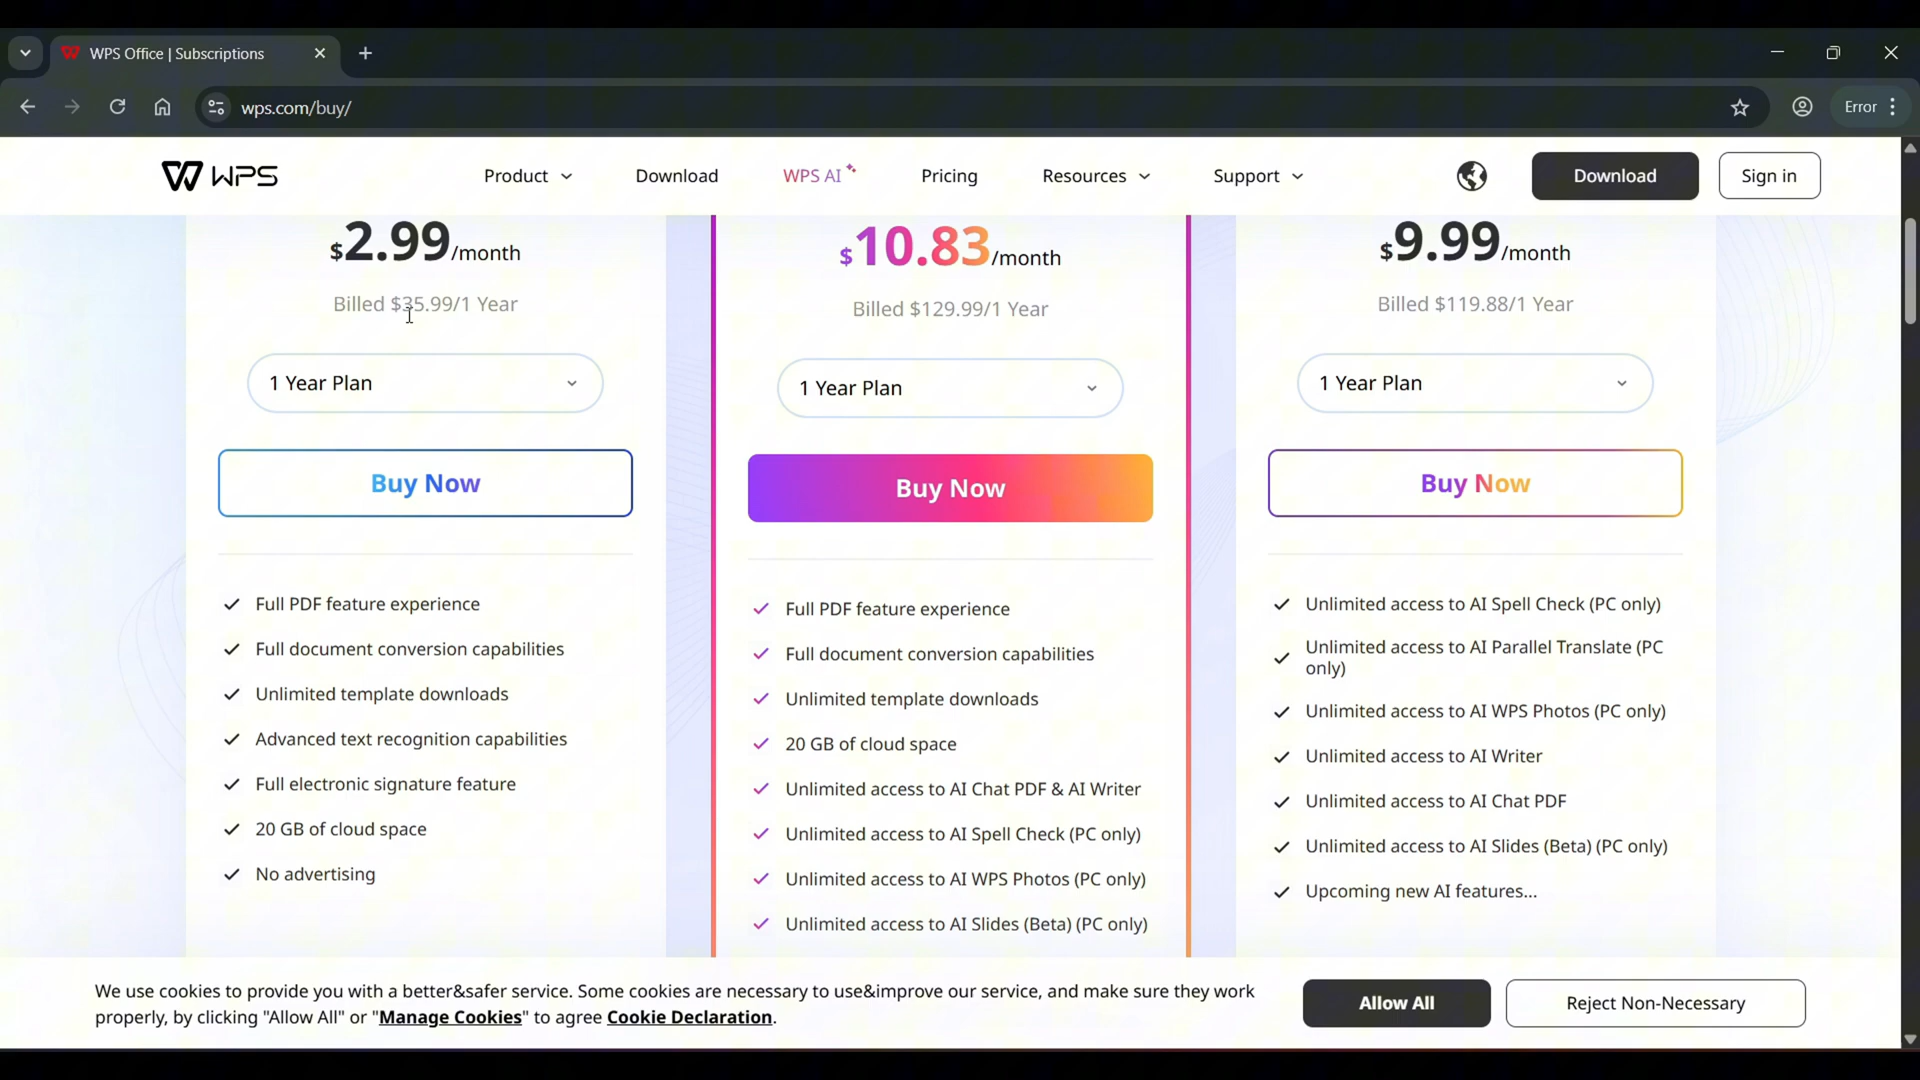 WPS Office | Subscriptions
wps.com/buy/
Error
WPS
Product
Download
WPS AI
Pricing
Resources
Support
Download
Sign in
$2.99/month
Billed $35.99/1 Year
1 Year Plan
Buy Now
Full PDF feature experience
Full document conversion capabilities
Unlimited template downloads
Advanced text recognition capabilities
Full electronic signature feature
20 GB of cloud space
No advertising
$10.83/month
Billed $129.99/1 Year
1 Year Plan
Buy Now
Full PDF feature experience
Full document conversion capabilities
Unlimited template downloads
20 GB of cloud space
Unlimited access to AI Chat PDF & AI Writer
Unlimited access to AI Spell Check (PC only)
Unlimited access to AI WPS Photos (PC only)
Unlimited access to AI Slides (Beta) (PC only)
$9.99/month
Billed $119.88/1 Year
1 Year Plan
Buy Now
Unlimited access to AI Spell Check (PC only)
Unlimited access to AI Parallel Translate (PC
only)
Unlimited access to AI WPS Photos (PC only)
Unlimited access to AI Writer
Unlimited access to AI Chat PDF
Unlimited access to AI Slides (Beta) (PC only)
Upcoming new AI features...
We use cookies to provide you with a better&safer service. Some cookies are necessary to use&improve our service, and make sure they work
properly, by clicking "Allow All" or "Manage Cookies" to agree Cookie Declaration.
Allow All
Reject Non-Necessary